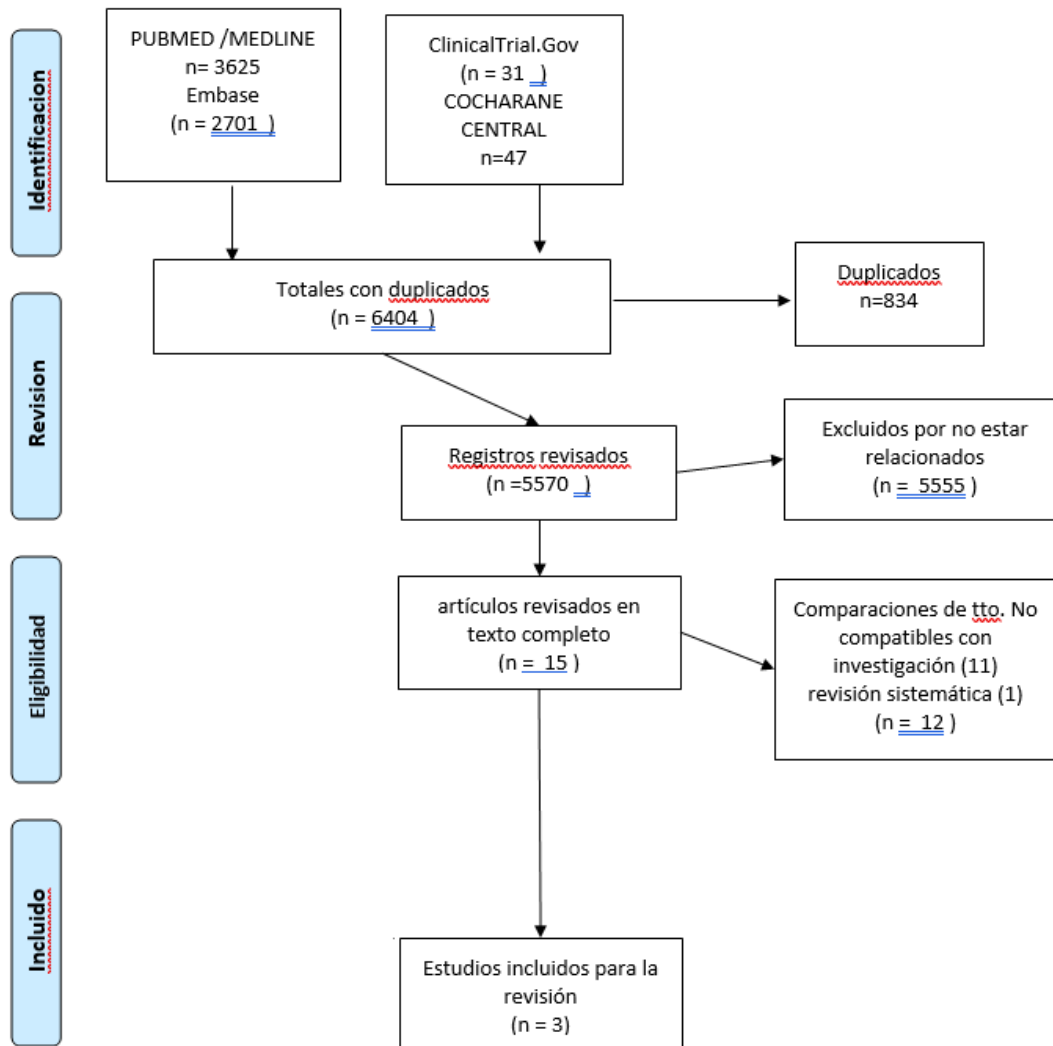 Identificacion
PUBMED /MEDLINE
n= 3625
Embase
(n = 2701 )
ClinicalTrial.Gov
(n = 31 )
COCHARANE
CENTRAL
n=47
Totales con duplicados
(n = 6404 )
Duplicados
n=834
Revision
Registros revisados
(n =5570 )
Excluidos por no estar
relacionados
(n = 5555 )
Eligibilidad
artículos revisados en
texto completo
(n = 15 )
Comparaciones de tto. No
compatibles con
investigación (11)
revisión sistemática (1)
(n = 12 )
Incluido
Estudios incluidos para la
revisión
(n = 3)